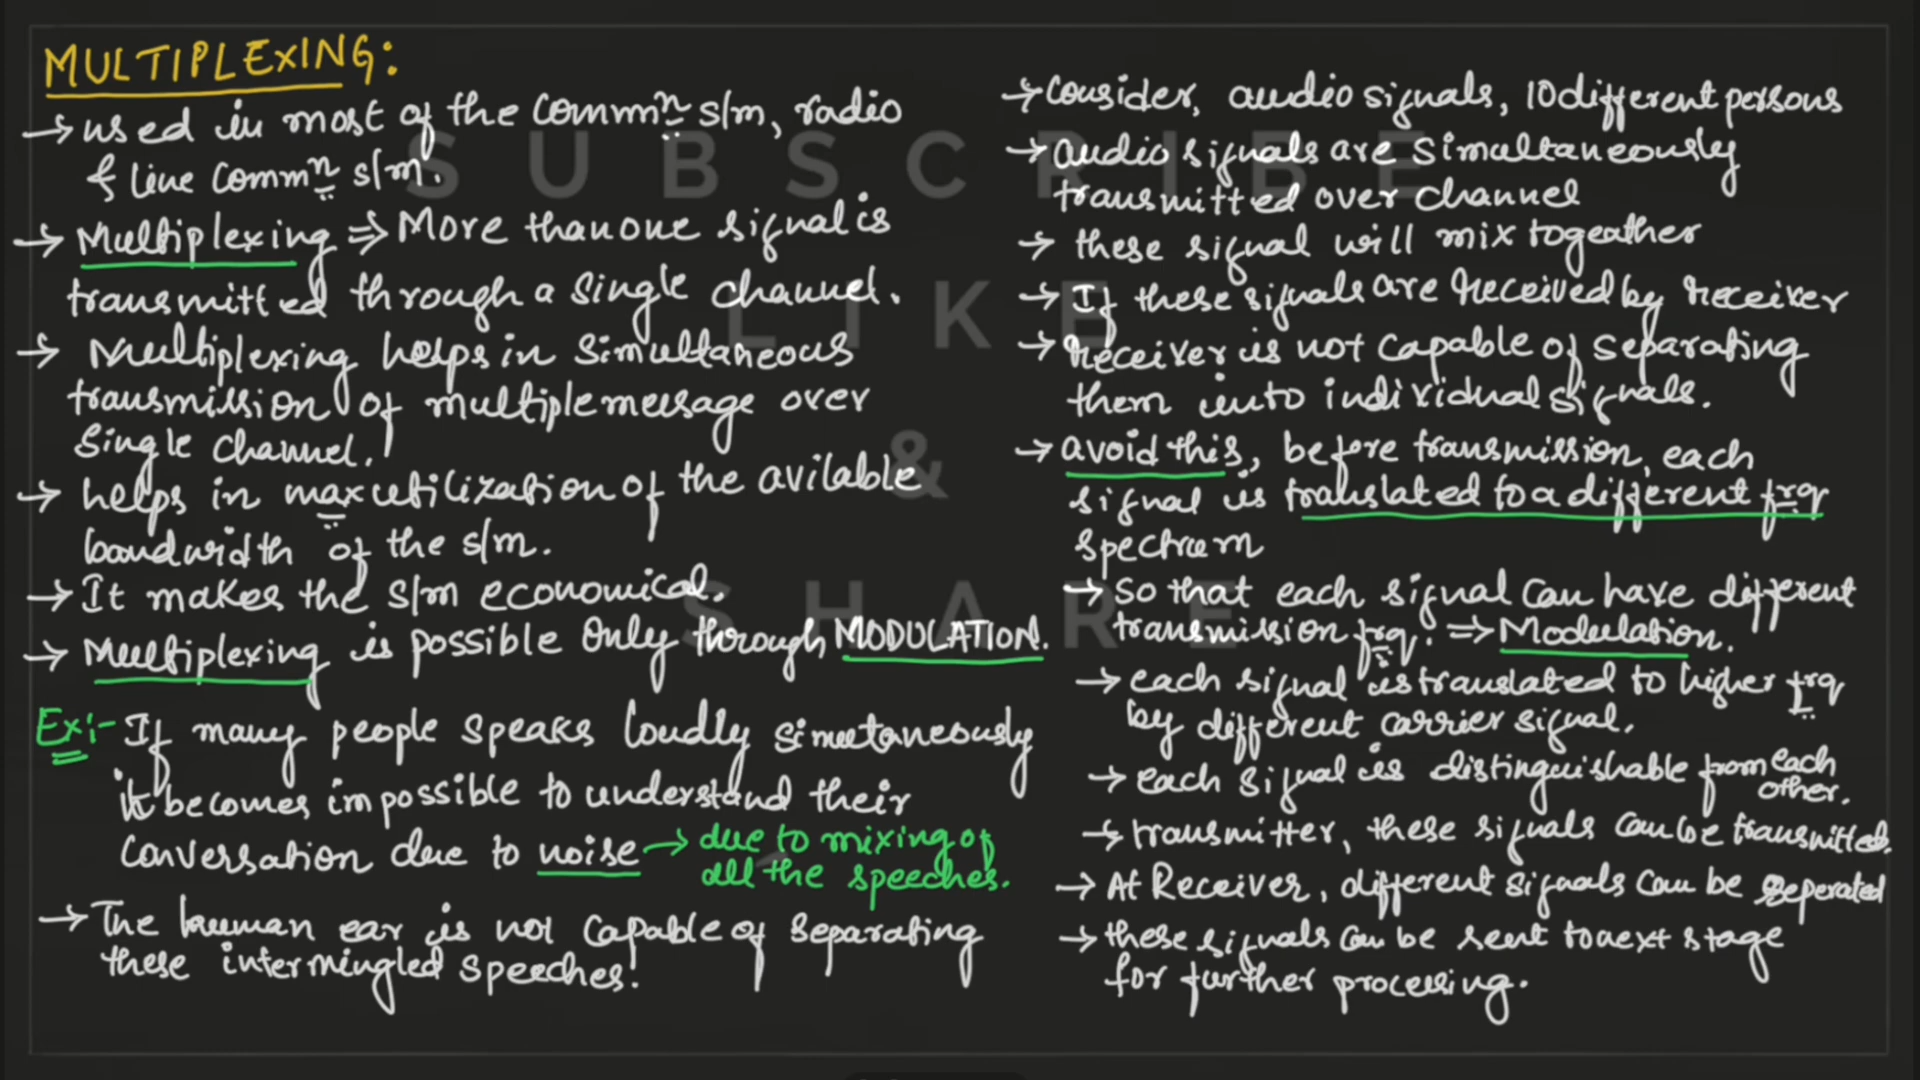 MULTIPLEXING:
→ used in most of the Commn s/m, radio
& line Commn s/m.
→ Multiplexing ⇒ More than one signal is
transmitted through a single channel.
→ Multiplexing helps in simultaneous
transmission of multiple message over
Single channel.
→ helps in max utilization of the avilable
bandwidth of the s/m.
→ It makes the s/m economical.
→ Multiplexing is possible Only through MODULATION.
Ex:- If many people speaks loudly simultaneously
it becomes impossible to understand their
Conversation due to noise → due to mixing of
all the speeches.
→ The human ear is not capable of separating
these intermingled speeches.
→ Consider, audio signals, 10 different persons
→ audio signals are simultaneously
transmitted over channel
→ these signal will mix togeather
→ If these signals are received by receiver
→ Receiver is not capable of separating
them into individual signals.
→ avoid this, before transmission, each
signal is translated to a different frq
spectrum
→ so that each signal can have different
transmission frq. ⇒ Modulation.
→ each signal is translated to higher frq
by different carrier signal.
→ each signal is distinguishable from each
other.
→ transmitter, these signals can be transmitted.
→ At Receiver, different signals can be seperated
→ these signals can be sent to next stage
for further processing.
SUBSCRIBE
LIKE
&
SHARE